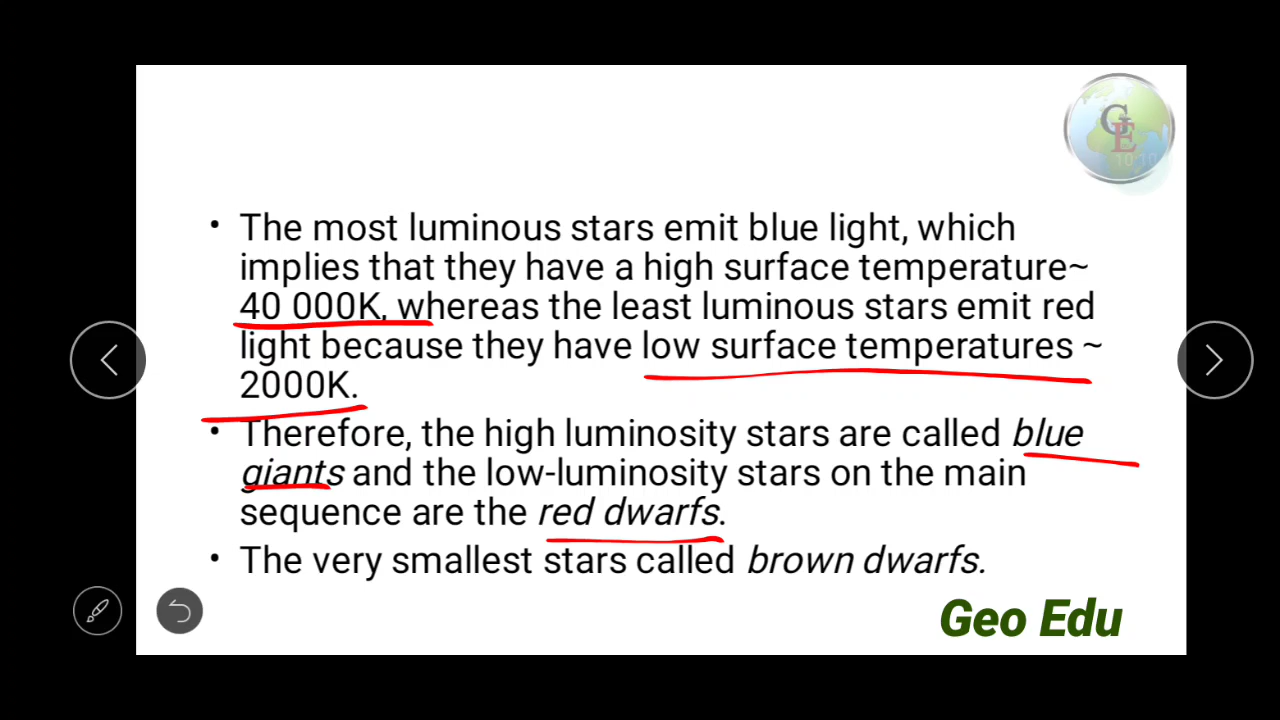 GE
10:10
• The most luminous stars emit blue light, which
implies that they have a high surface temperature~
40 000K, whereas the least luminous stars emit red
light because they have low surface temperatures ~
2000K.
• Therefore, the high luminosity stars are called blue
giants and the low-luminosity stars on the main
sequence are the red dwarfs.
• The very smallest stars called brown dwarfs.
Geo Edu